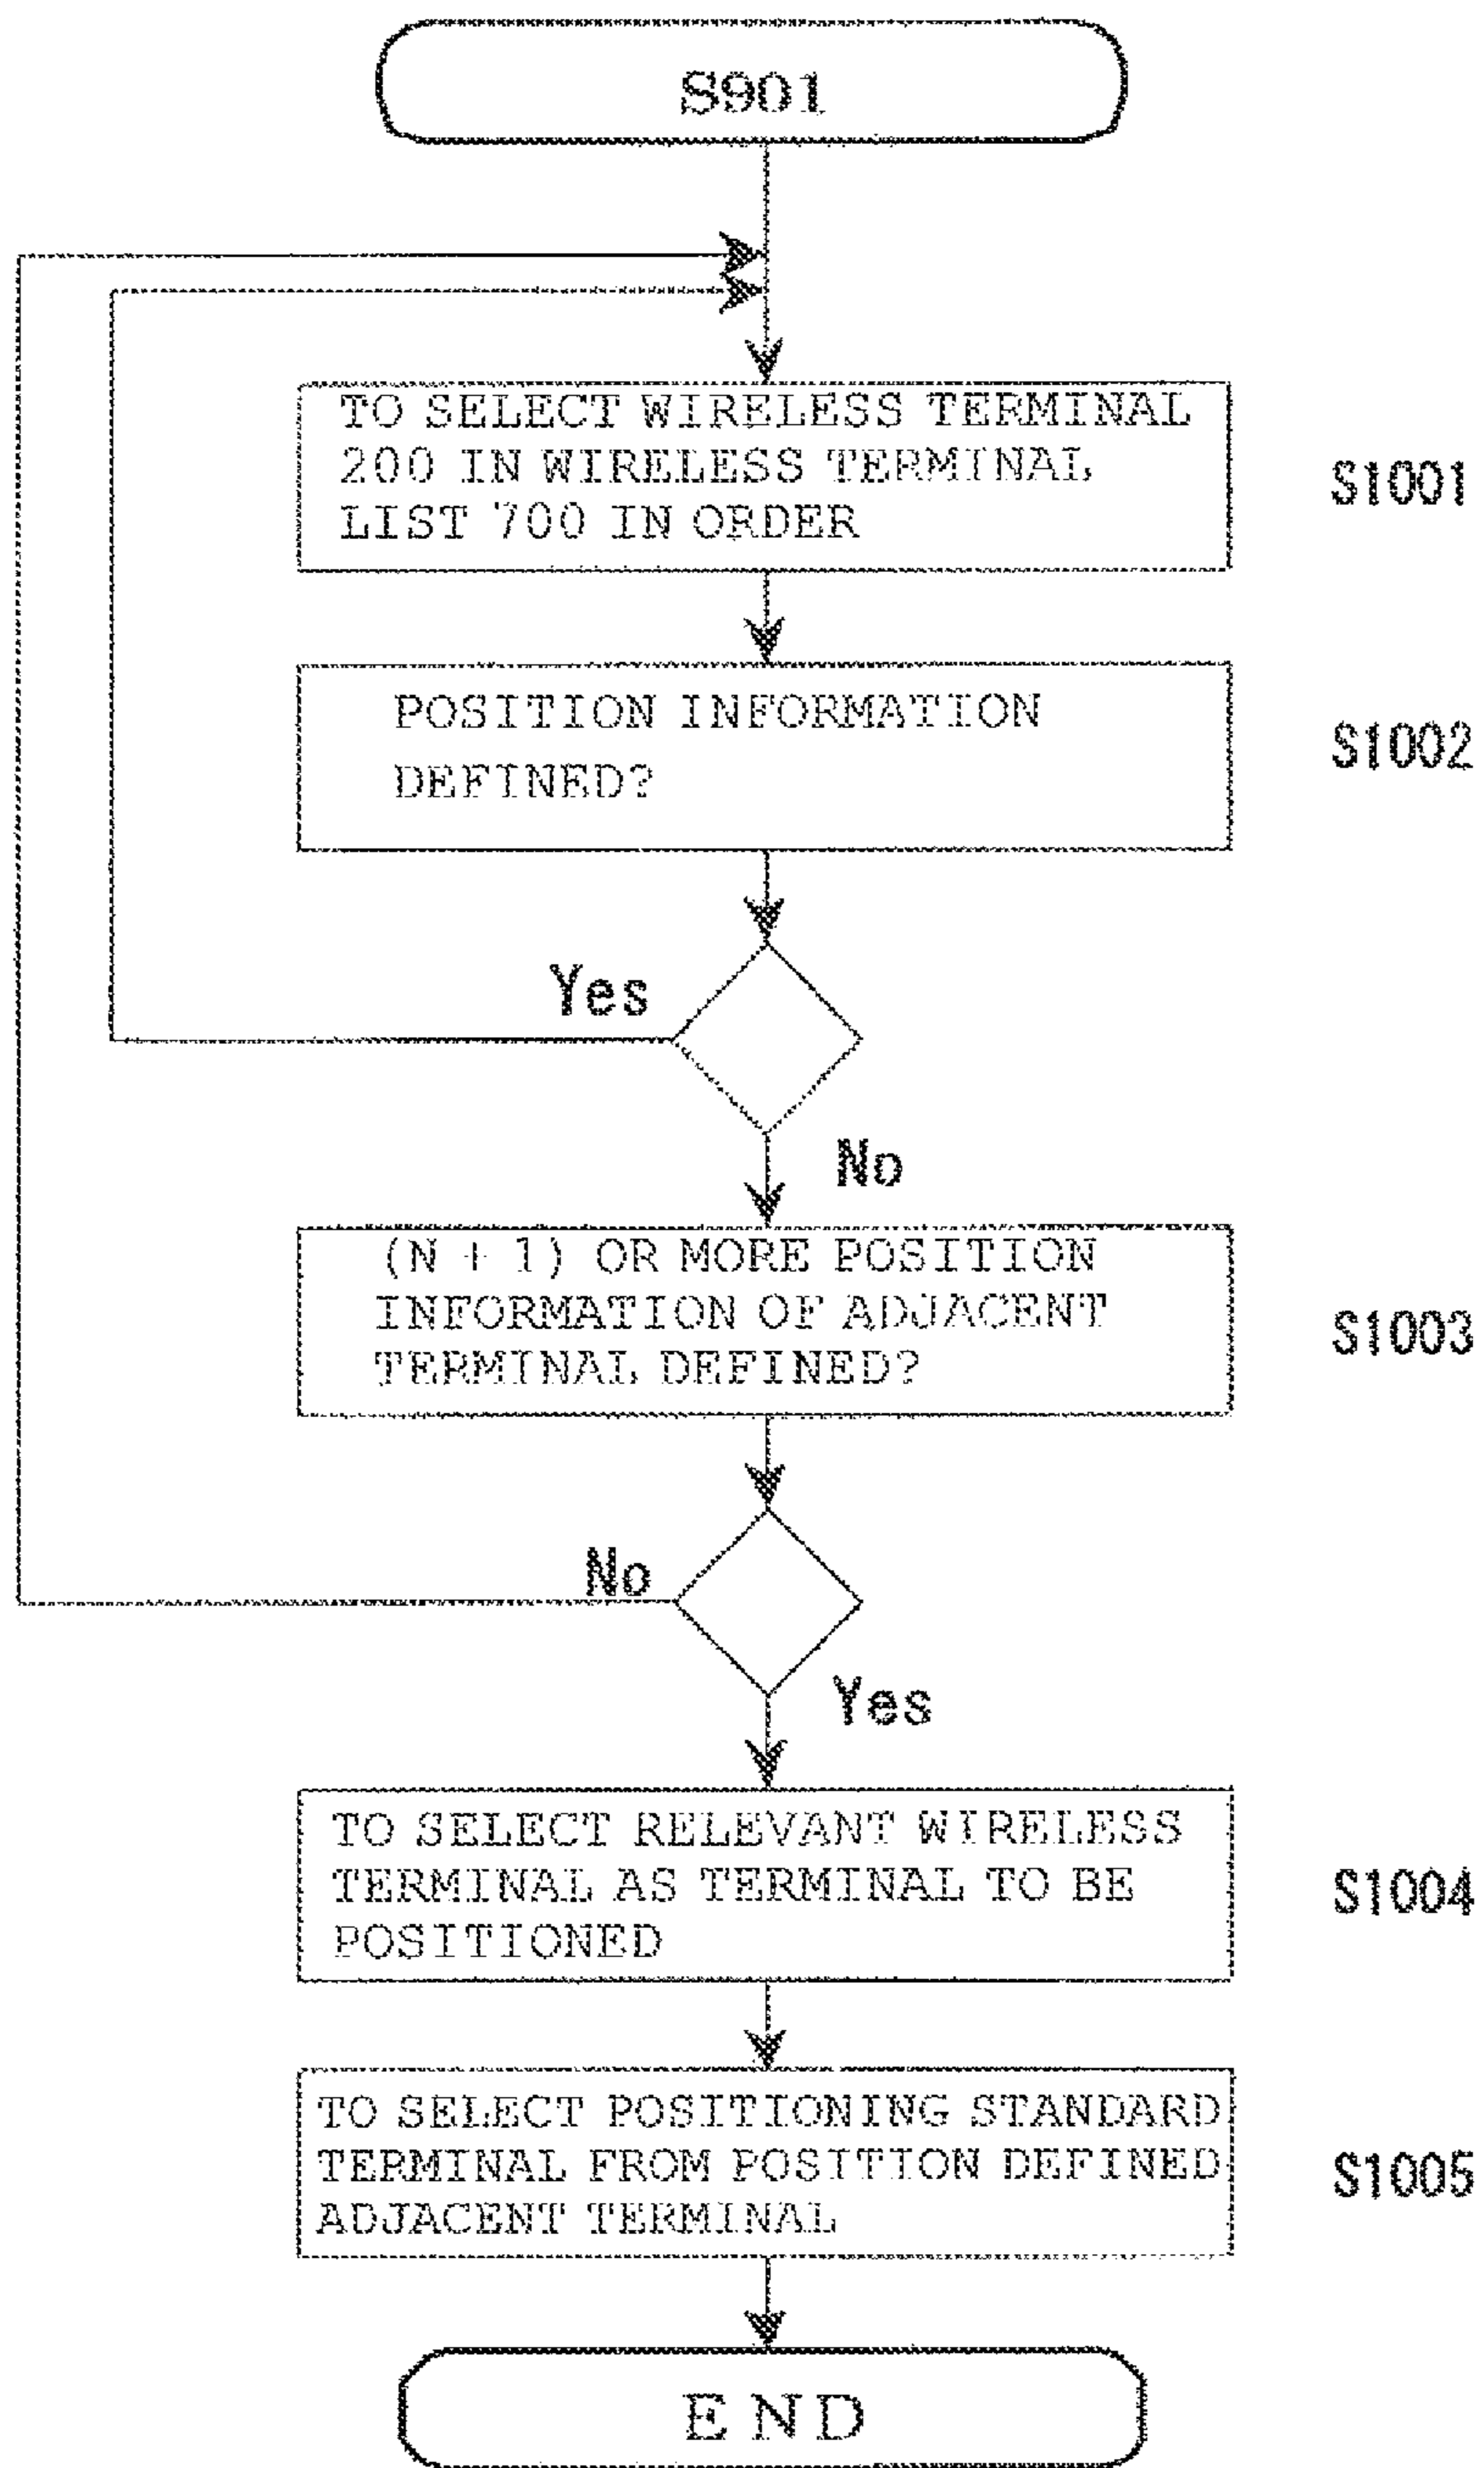 S901
TO SELECT WIRELESS TERMINAL
200 IN WIRELESS TERMINAL
LIST 700 IN ORDER
S1001
POSITION INFORMATION
DEFINED?
S1002
Yes
No
(N + 1) OR MORE POSITION
INFORMATION OF ADJACENT
TERMINAL DEFINED?
S1003
No
Yes
TO SELECT RELEVANT WIRELESS
TERMINAL AS TERMINAL TO BE
POSITIONED
S1004
TO SELECT POSITIONING STANDARD
TERMINAL FROM POSITION DEFINED
ADJACENT TERMINAL
S1005
END